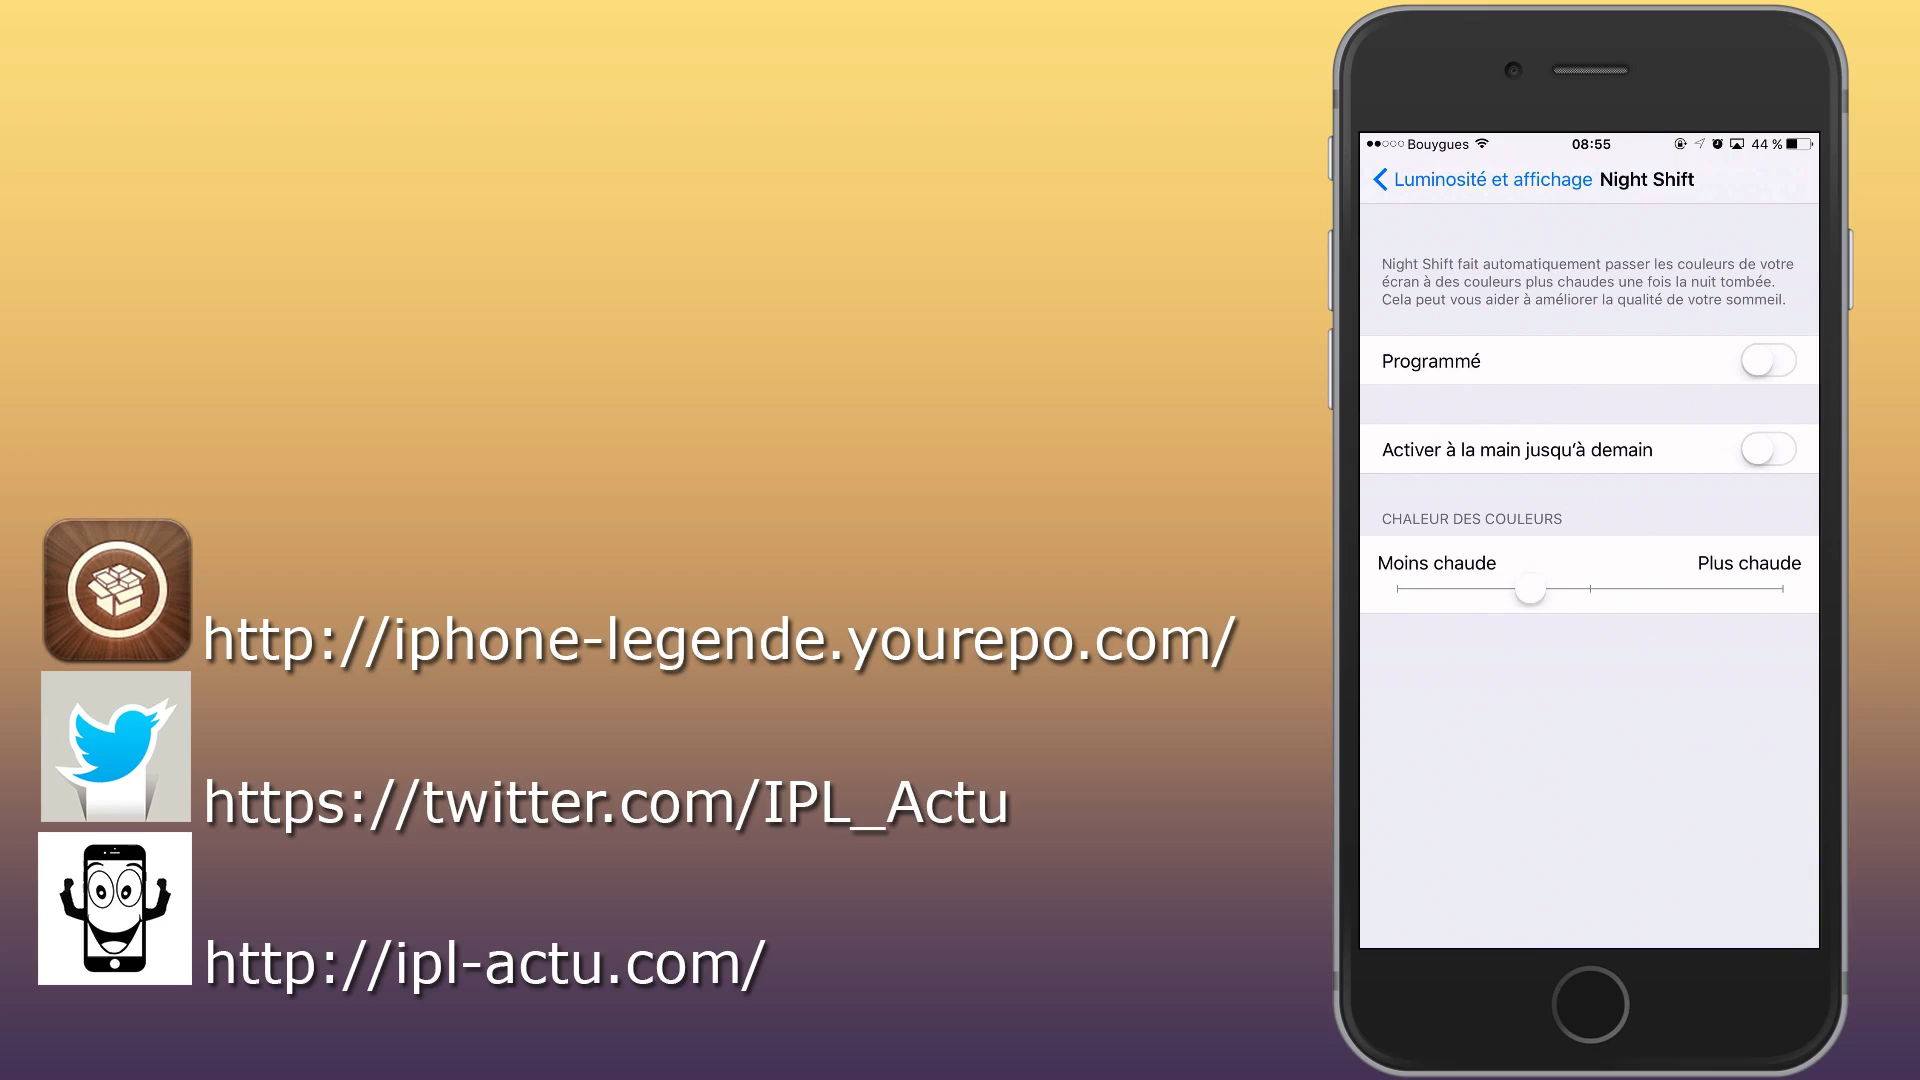 Bouygues 08:55 44 %
Luminosité et affichage Night Shift
Night Shift fait automatiquement passer les couleurs de votre
écran à des couleurs plus chaudes une fois la nuit tombée.
Cela peut vous aider à améliorer la qualité de votre sommeil.
Programmé
Activer à la main jusqu’à demain
CHALEUR DES COULEURS
Moins chaude Plus chaude
http://iphone-legende.yourepo.com/
https://twitter.com/IPL_Actu
http://ipl-actu.com/